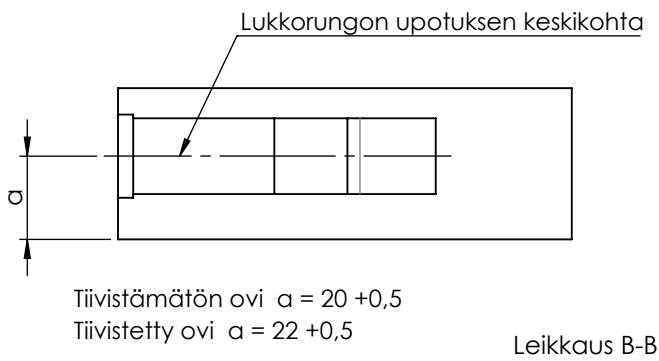 Lukkorungon upotuksen keskikohta
a
Tiivistämätön ovi a = 20 +0,5
Tiivistetty ovi a = 22 +0,5
Leikkaus B-B